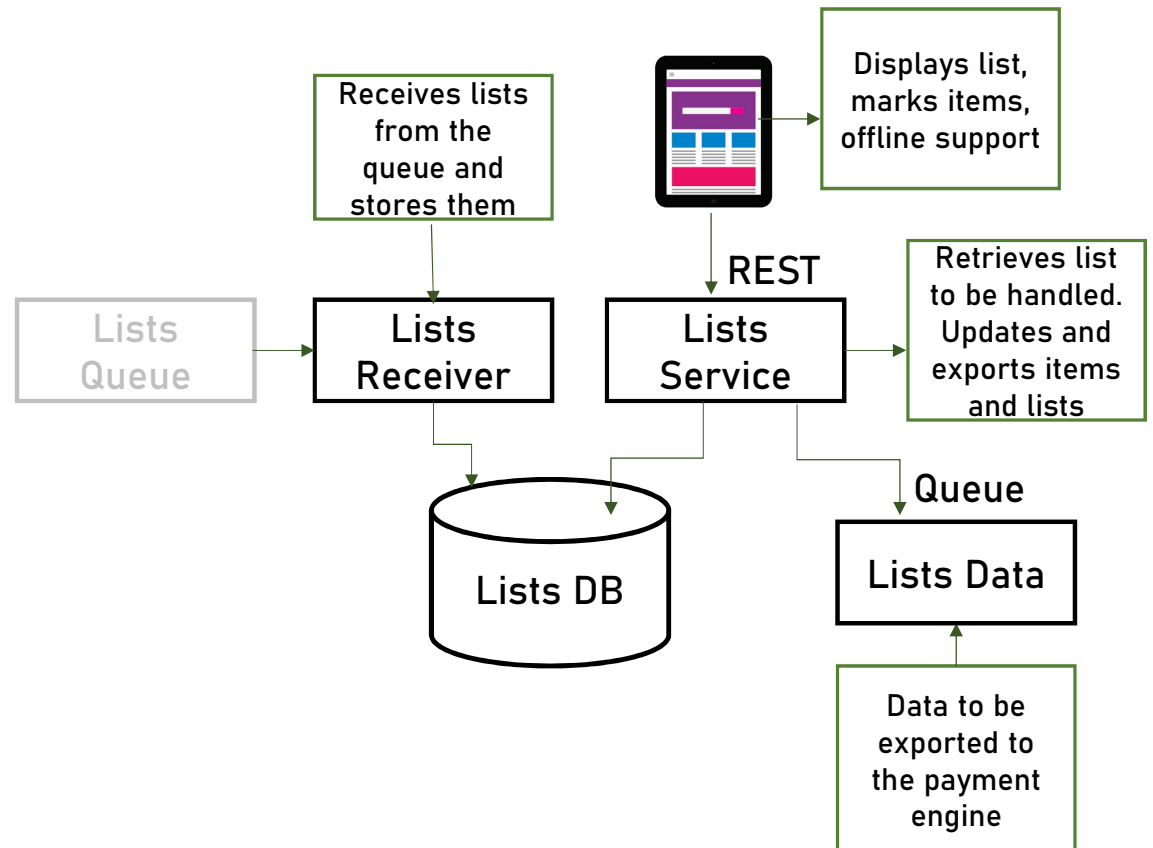 Displays list,
marks items,
offline support
Receives lists
from the
queue and
stores them
REST
Retrieves list
to be handled.
Updates and
exports items
and lists
Lists
Queue
Lists
Receiver
Lists
Service
Queue
Lists DB
Lists Data
Data to be
exported to
the payment
engine